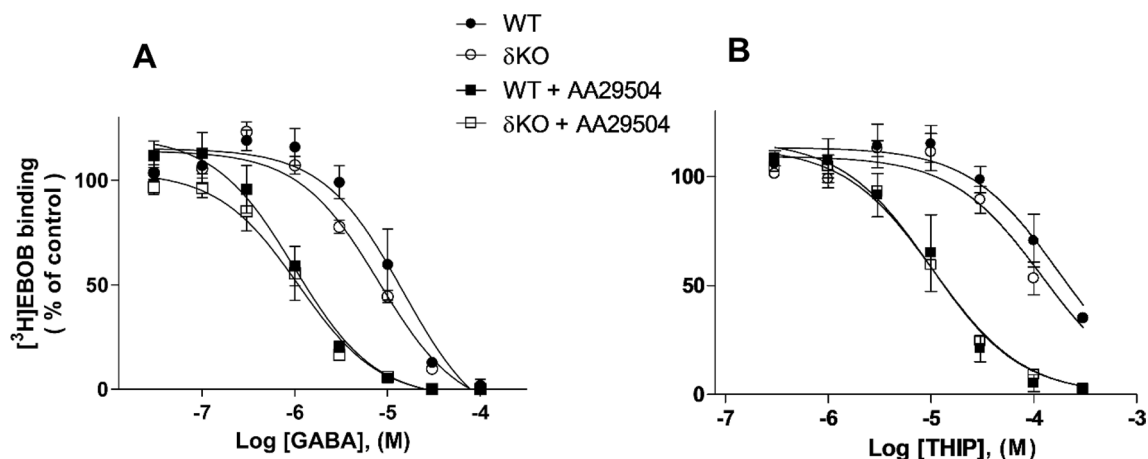 A
WT
δKO
WT + AA29504
δKO + AA29504
B
[³H]EBOB binding
( % of control)
100
50
0
-7
-6
-5
-4
Log [GABA], (M)
100
50
0
-7
-6
-5
-4
-3
Log [THIP], (M)